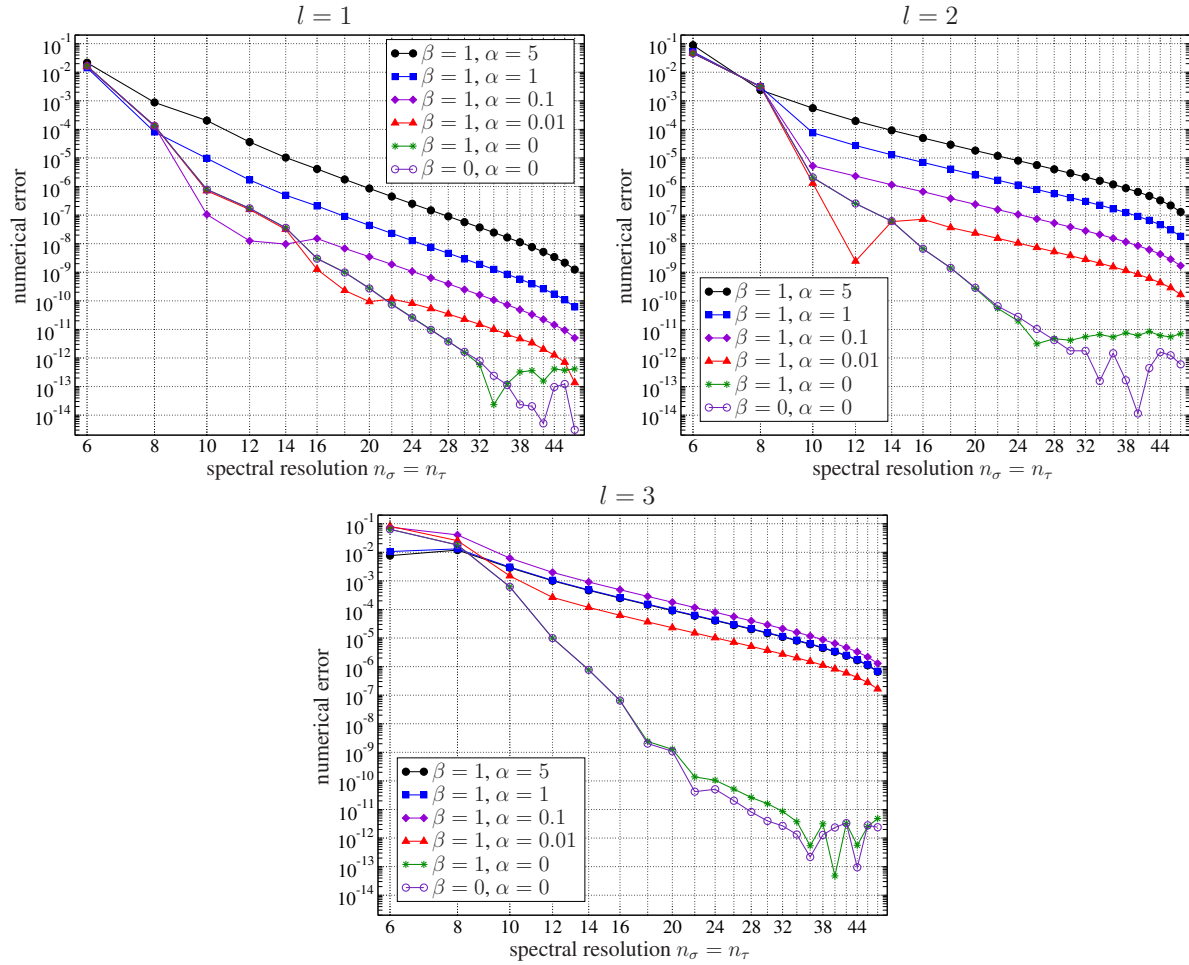 l = 1
numerical error
10^{-1}
10^{-2}
10^{-3}
10^{-4}
10^{-5}
10^{-6}
10^{-7}
10^{-8}
10^{-9}
10^{-10}
10^{-11}
10^{-12}
10^{-13}
10^{-14}
β = 1, α = 5
β = 1, α = 1
β = 1, α = 0.1
β = 1, α = 0.01
β = 1, α = 0
β = 0, α = 0
6 8 10 12 14 16 20 24 28 32 38 44
spectral resolution n_σ = n_τ
l = 2
numerical error
10^{-1}
10^{-2}
10^{-3}
10^{-4}
10^{-5}
10^{-6}
10^{-7}
10^{-8}
10^{-9}
10^{-10}
10^{-11}
10^{-12}
10^{-13}
10^{-14}
β = 1, α = 5
β = 1, α = 1
β = 1, α = 0.1
β = 1, α = 0.01
β = 1, α = 0
β = 0, α = 0
6 8 10 12 14 16 20 24 28 32 38 44
spectral resolution n_σ = n_τ
l = 3
numerical error
10^{-1}
10^{-2}
10^{-3}
10^{-4}
10^{-5}
10^{-6}
10^{-7}
10^{-8}
10^{-9}
10^{-10}
10^{-11}
10^{-12}
10^{-13}
10^{-14}
β = 1, α = 5
β = 1, α = 1
β = 1, α = 0.1
β = 1, α = 0.01
β = 1, α = 0
β = 0, α = 0
6 8 10 12 14 16 20 24 28 32 38 44
spectral resolution n_σ = n_τ